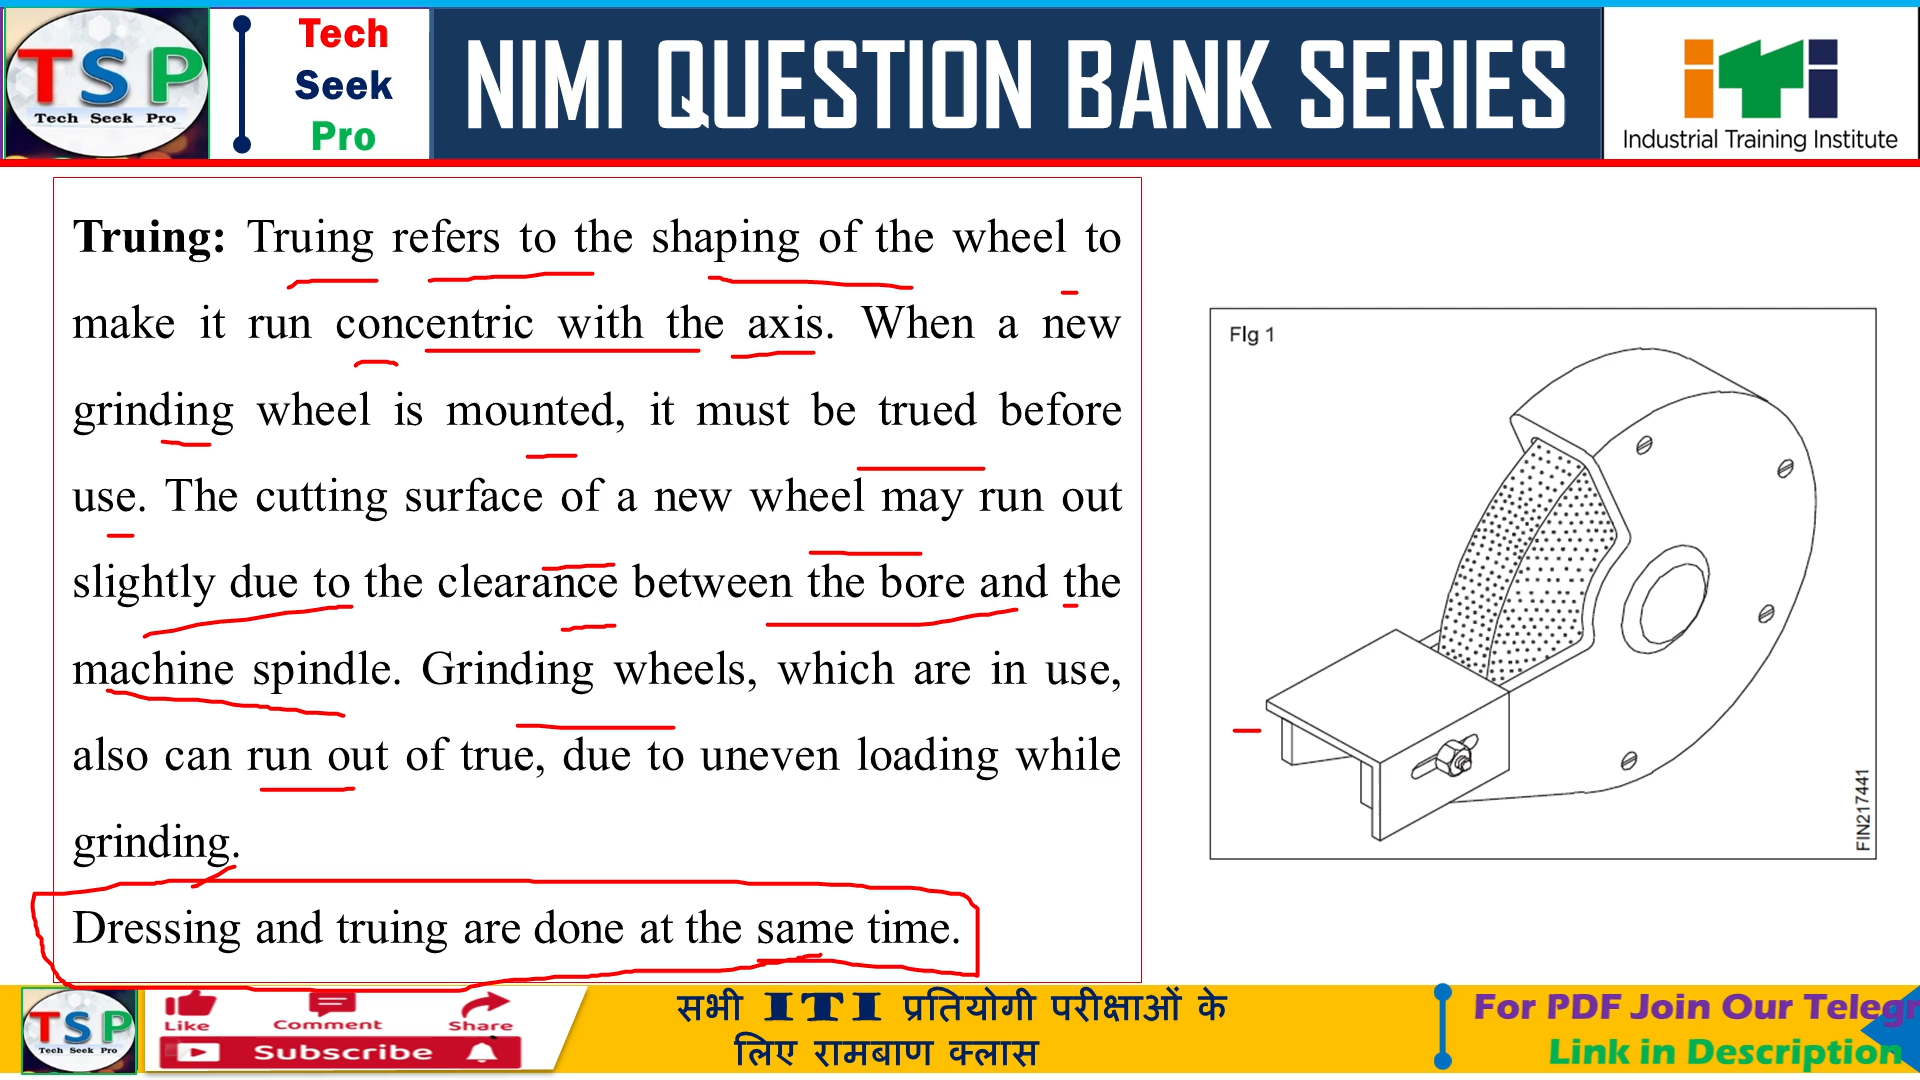 TSP
Tech Seek Pro
Tech
Seek
Pro
NIMI QUESTION BANK SERIES
iTi
Industrial Training Institute
Truing: Truing refers to the shaping of the wheel to
make it run concentric with the axis. When a new
grinding wheel is mounted, it must be trued before
use. The cutting surface of a new wheel may run out
slightly due to the clearance between the bore and the
machine spindle. Grinding wheels, which are in use,
also can run out of true, due to uneven loading while
grinding.
Dressing and truing are done at the same time.
Fig 1
FIN217441
TSP
Tech Seek Pro
Like
Comment
Share
Subscribe
सभी ITI प्रतियोगी परीक्षाओं के
लिए रामबाण क्लास
For PDF Join Our Telegr
Link in Description